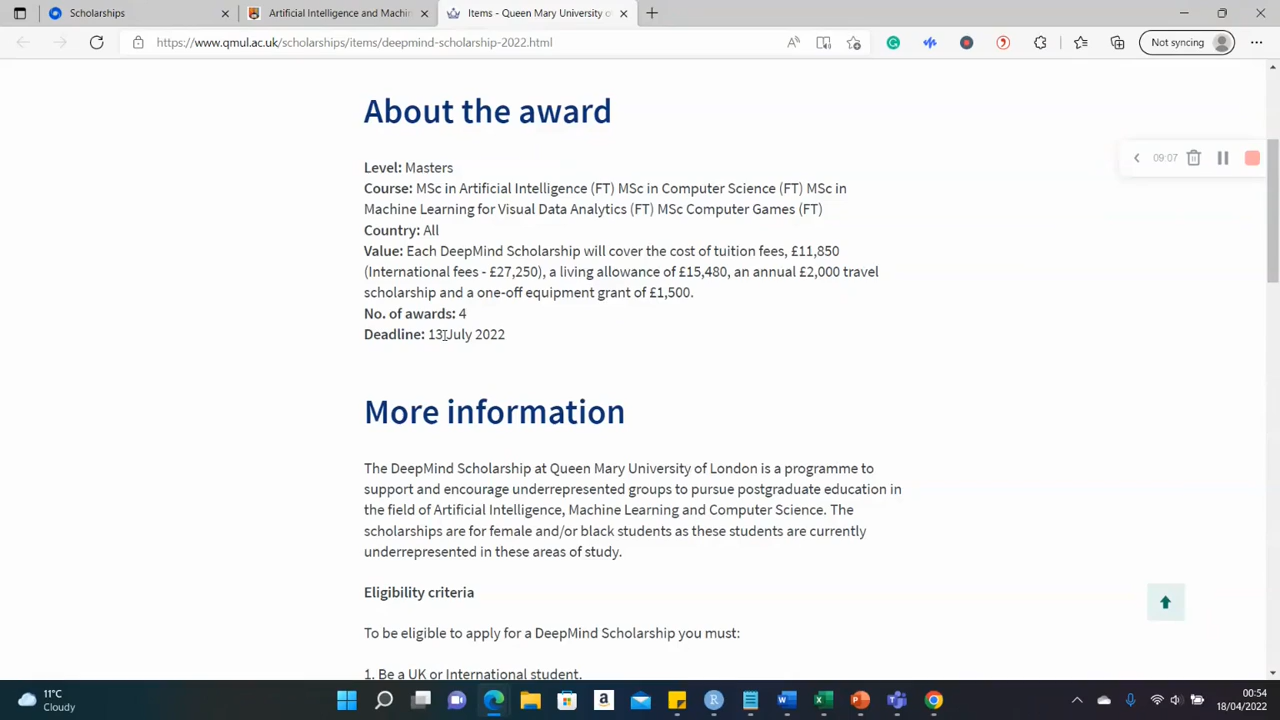 Scholarships
Artificial Intelligence and Machin
Items - Queen Mary University o
https://www.qmul.ac.uk/scholarships/items/deepmind-scholarship-2022.html
Not syncing
About the award
09:07
Level: Masters
Course: MSc in Artificial Intelligence (FT) MSc in Computer Science (FT) MSc in
Machine Learning for Visual Data Analytics (FT) MSc Computer Games (FT)
Country: All
Value: Each DeepMind Scholarship will cover the cost of tuition fees, £11,850
(International fees - £27,250), a living allowance of £15,480, an annual £2,000 travel
scholarship and a one-off equipment grant of £1,500.
No. of awards: 4
Deadline: 13 July 2022
More information
The DeepMind Scholarship at Queen Mary University of London is a programme to
support and encourage underrepresented groups to pursue postgraduate education in
the field of Artificial Intelligence, Machine Learning and Computer Science. The
scholarships are for female and/or black students as these students are currently
underrepresented in these areas of study.
Eligibility criteria
To be eligible to apply for a DeepMind Scholarship you must:
1. Be a UK or International student.
11°C
Cloudy
00:54
18/04/2022